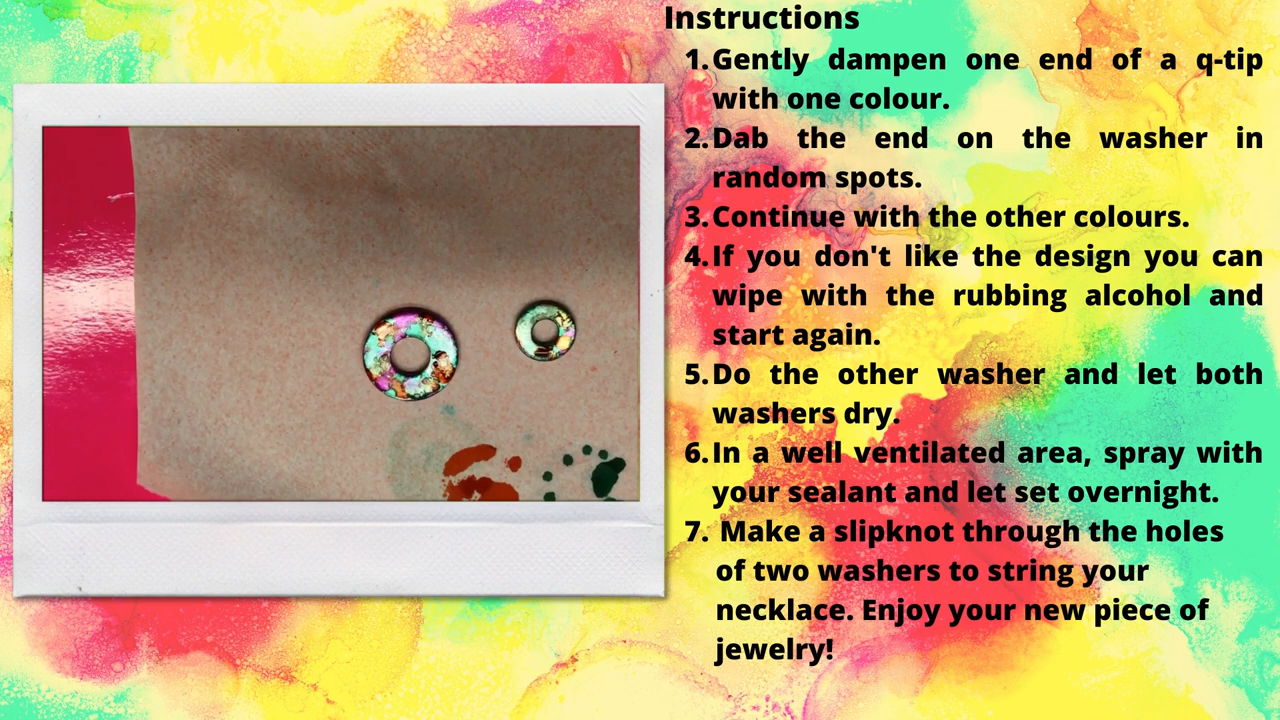 Instructions
1. Gently dampen one end of a q-tip
with one colour.
2. Dab the end on the washer in
random spots.
3. Continue with the other colours.
4. If you don't like the design you can
wipe with the rubbing alcohol and
start again.
5. Do the other washer and let both
washers dry.
6. In a well ventilated area, spray with
your sealant and let set overnight.
7. Make a slipknot through the holes
of two washers to string your
necklace. Enjoy your new piece of
jewelry!